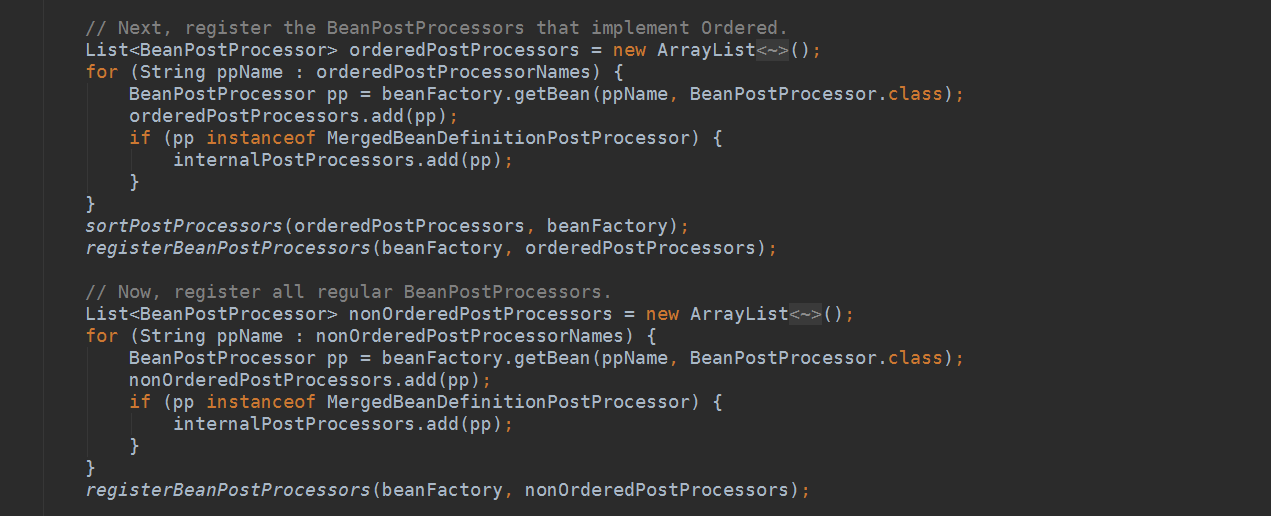 // Next, register the BeanPostProcessors that implement Ordered.
List<BeanPostProcessor> orderedPostProcessors = new ArrayList<~>();
for (String ppName : orderedPostProcessorNames) {
BeanPostProcessor pp = beanFactory.getBean(ppName, BeanPostProcessor.class);
orderedPostProcessors.add(pp);
if (pp instanceof MergedBeanDefinitionPostProcessor) {
internalPostProcessors.add(pp);
}
}
sortPostProcessors(orderedPostProcessors, beanFactory);
registerBeanPostProcessors(beanFactory, orderedPostProcessors);
// Now, register all regular BeanPostProcessors.
List<BeanPostProcessor> nonOrderedPostProcessors = new ArrayList<~>();
for (String ppName : nonOrderedPostProcessorNames) {
BeanPostProcessor pp = beanFactory.getBean(ppName, BeanPostProcessor.class);
nonOrderedPostProcessors.add(pp);
if (pp instanceof MergedBeanDefinitionPostProcessor) {
internalPostProcessors.add(pp);
}
}
registerBeanPostProcessors(beanFactory, nonOrderedPostProcessors);